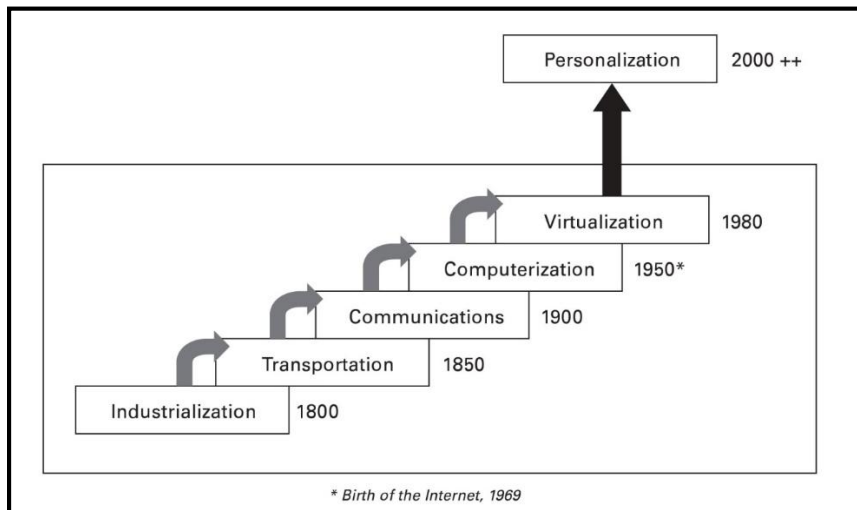 Personalization 2000 ++
Virtualization 1980
Computerization 1950*
Communications 1900
Transportation 1850
Industrialization 1800
* Birth of the Internet, 1969